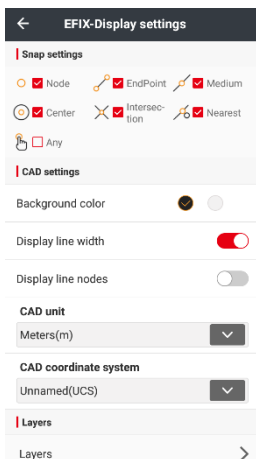 EFIX-Display settings
Snap settings
Node EndPoint Medium
Center Intersec-
tion Nearest
Any
CAD settings
Background color
Display line width
Display line nodes
CAD unit
Meters(m)
CAD coordinate system
Unnamed(UCS)
Layers
Layers